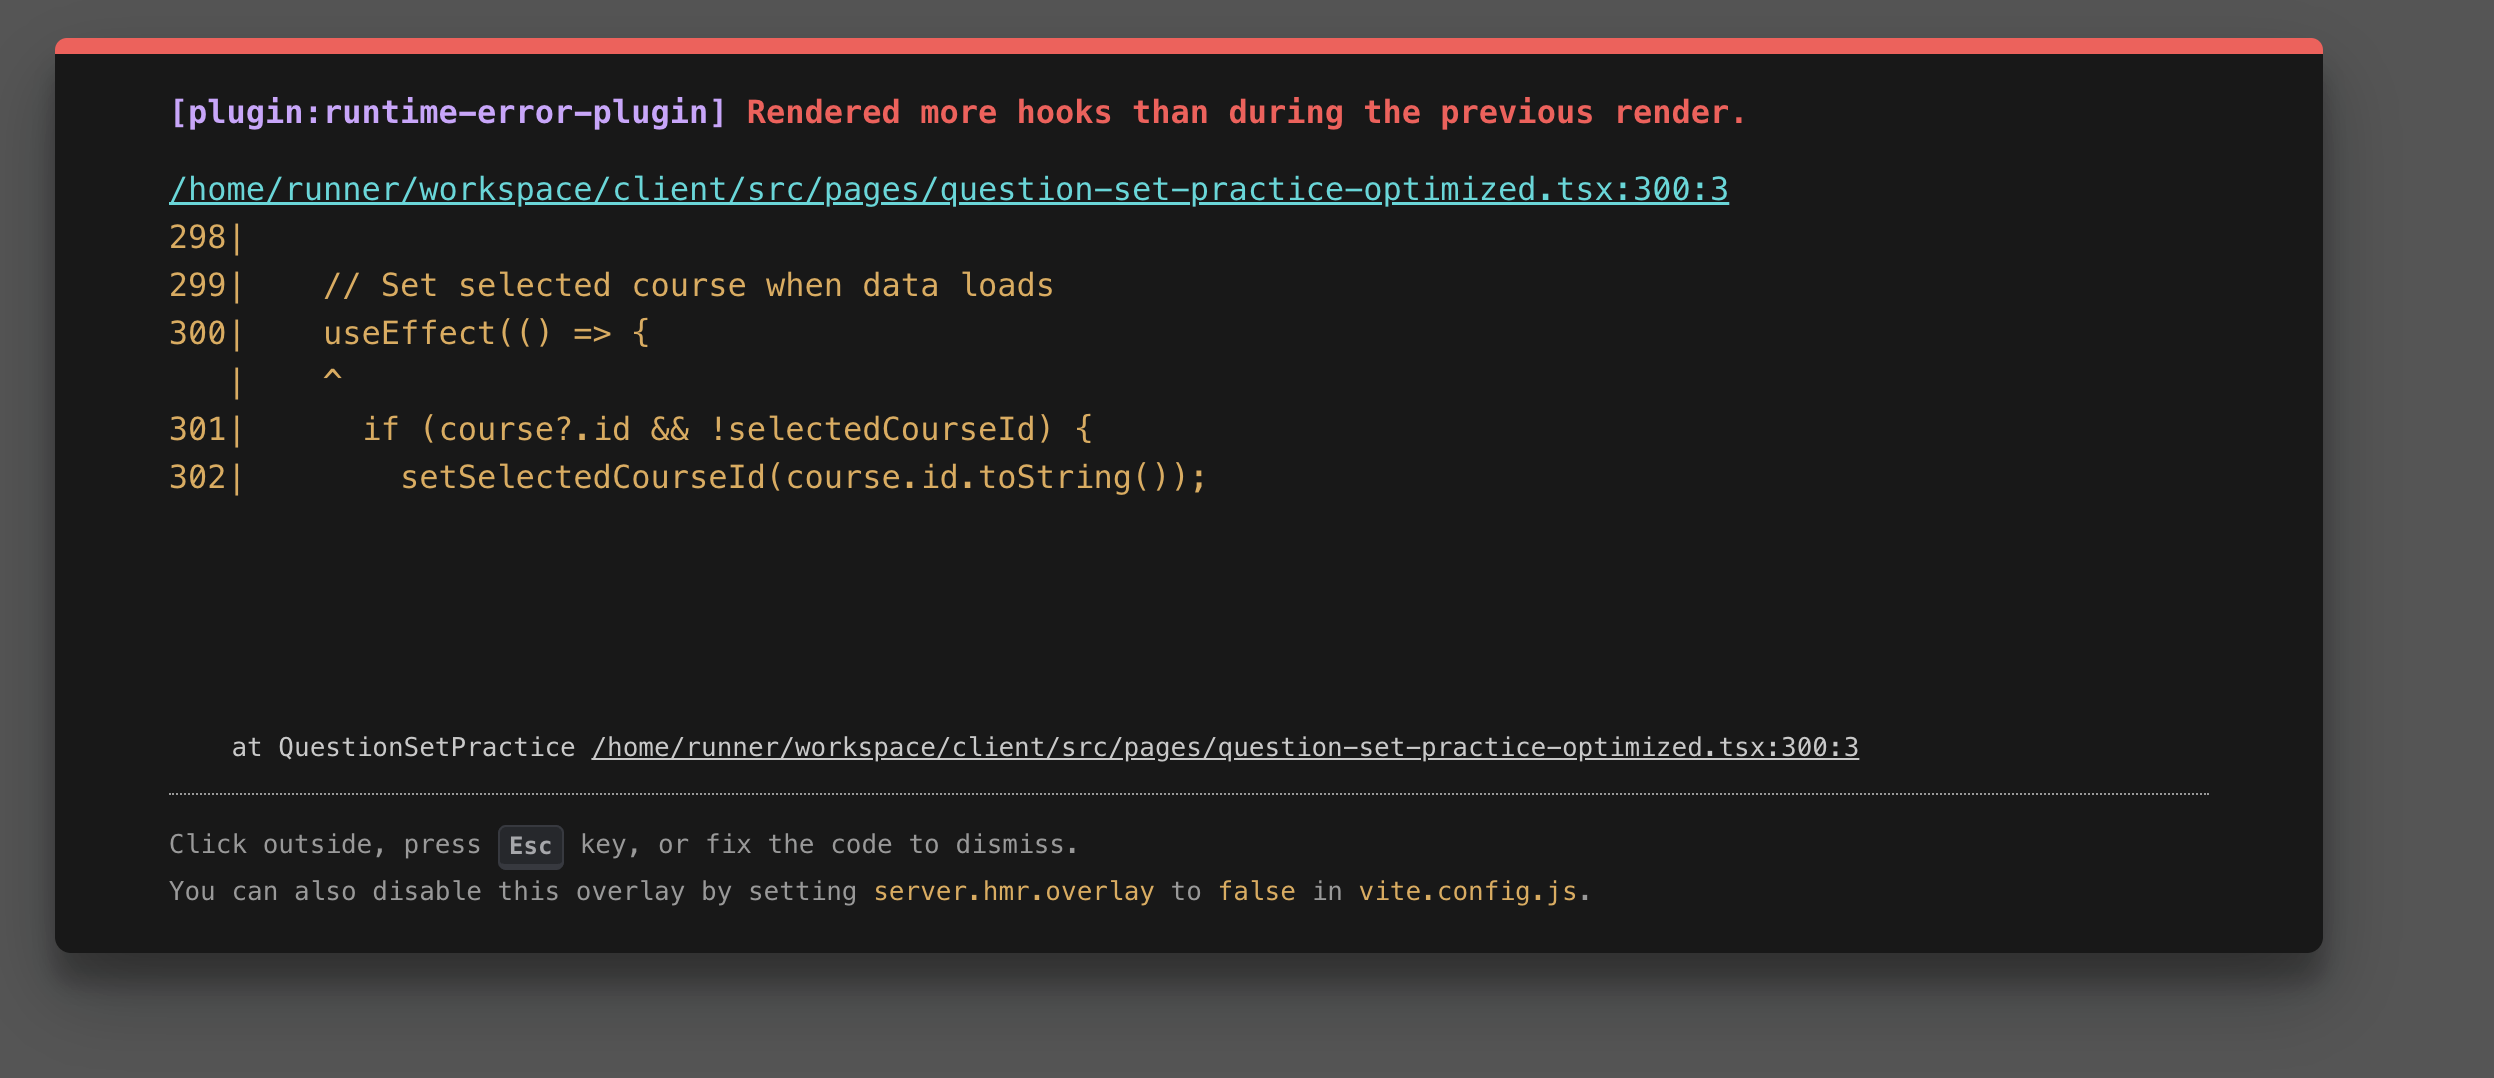 [plugin:runtime-error-plugin] Rendered more hooks than during the previous render.
/home/runner/workspace/client/src/pages/question-set-practice-optimized.tsx:300:3
298|
299|    // Set selected course when data loads
300|    useEffect(() => {
   |    ^
301|      if (course?.id && !selectedCourseId) {
302|        setSelectedCourseId(course.id.toString());
at QuestionSetPractice /home/runner/workspace/client/src/pages/question-set-practice-optimized.tsx:300:3
Click outside, press Esc key, or fix the code to dismiss.
You can also disable this overlay by setting server.hmr.overlay to false in vite.config.js.